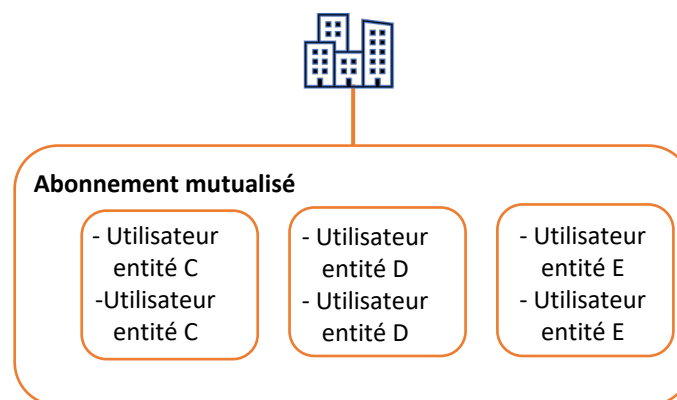 Abonnement mutualisé
- Utilisateur
entité C
-Utilisateur
entité C
- Utilisateur
entité D
- Utilisateur
entité D
- Utilisateur
entité E
- Utilisateur
entité E